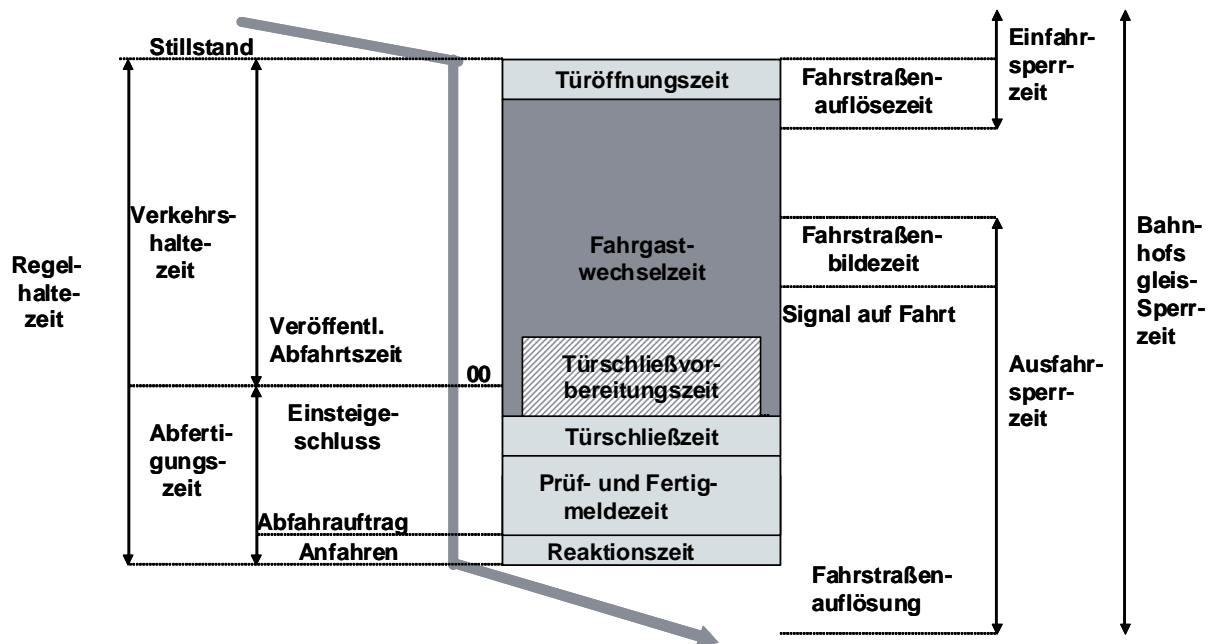 Stillstand
Regel-
halte-
zeit
Verkehrs-
halte-
zeit
Veröffentl.
Abfahrtszeit
00
Abferti-
gungs-
zeit
Einsteige-
schluss
Abfahrauftrag
Anfahren
Türöffnungszeit
Fahrgast-
wechselzeit
Türschließvor-
bereitungszeit
Türschließzeit
Prüf- und Fertig-
meldezeit
Reaktionszeit
Fahrstraßen-
auflösezeit
Fahrstraßen-
bildezeit
Signal auf Fahrt
Fahrstraßen-
auflösung
Einfahr-
sperr-
zeit
Ausfahr-
sperr-
zeit
Bahn-
hofs
gleis-
Sperr-
zeit